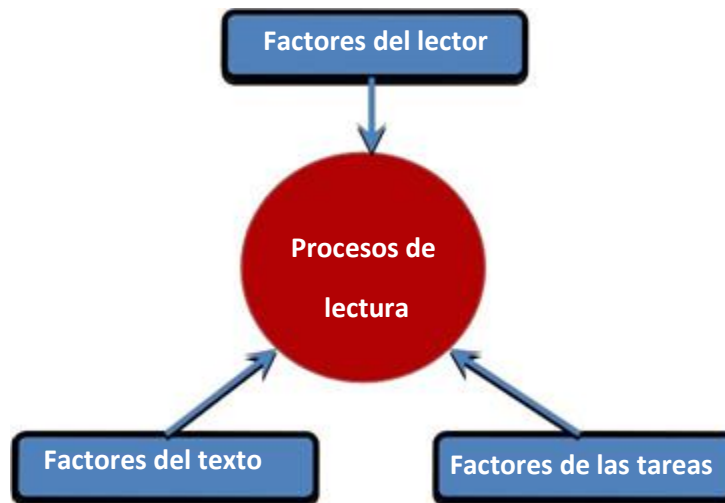 Factores del lector
Procesos de
lectura
Factores del texto
Factores de las tareas